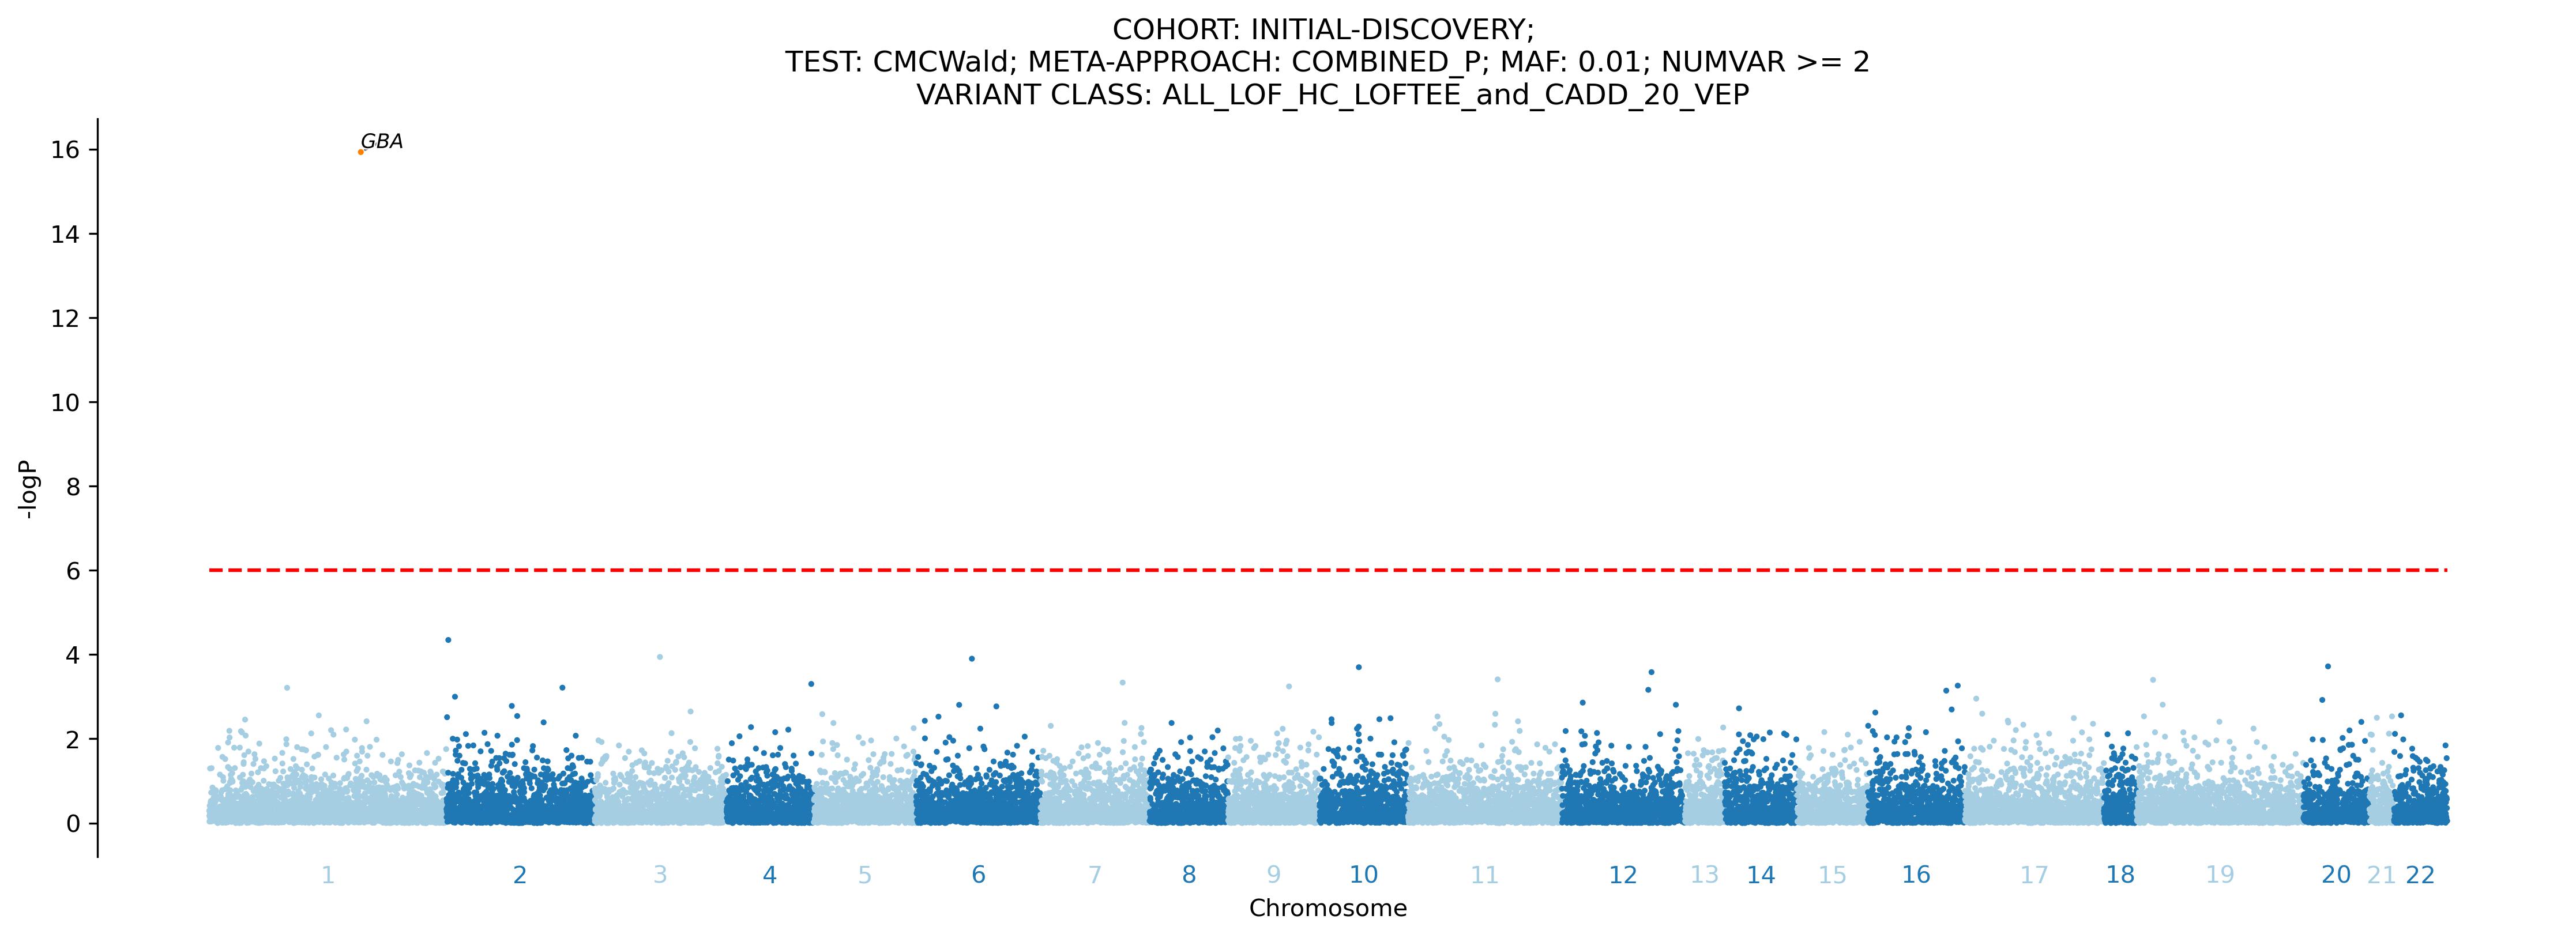 COHORT: INITIAL-DISCOVERY;
TEST: CMCWald; META-APPROACH: COMBINED_P; MAF: 0.01; NUMVAR >= 2
VARIANT CLASS: ALL_LOF_HC_LOFTEE_and_CADD_20_VEP
GBA
16
14
12
10
8
6
4
2
0
-logP
1 2 3 4 5 6 7 8 9 10 11 12 13 14 15 16 17 18 19 20 21 22
Chromosome